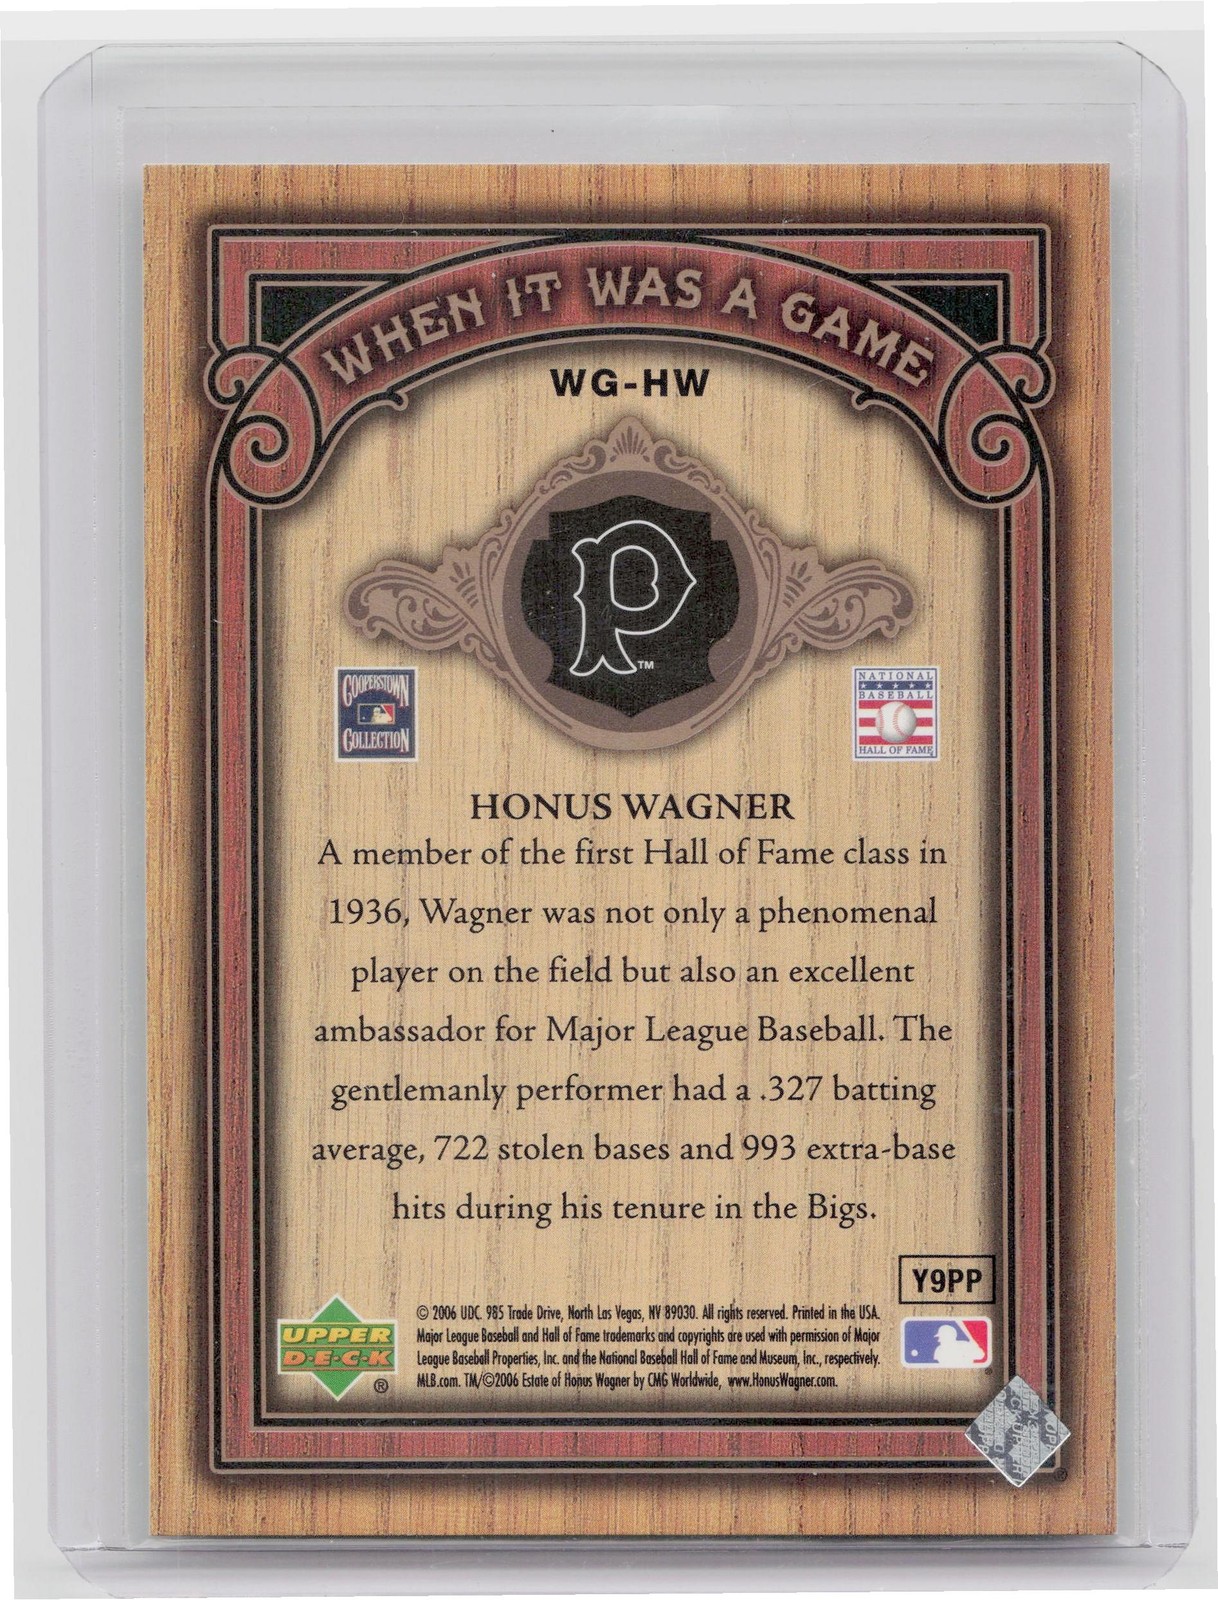 WHEN IT WAS A GAME
WG-HW
P
TM
COOPERSTOWN
COLLECTION
NATIONAL
BASEBALL
HALL OF FAME
HONUS WAGNER
A member of the first Hall of Fame class in
1936, Wagner was not only a phenomenal
player on the field but also an excellent
ambassador for Major League Baseball. The
gentlemanly performer had a .327 batting
average, 722 stolen bases and 993 extra-base
hits during his tenure in the Bigs.
Y9PP
UPPER
D·E·C·K
®
© 2006 UDC. 985 Trade Drive, North Las Vegas, NV 89030. All rights reserved. Printed in the USA.
Major League Baseball and Hall of Fame trademarks and copyrights are used with permission of Major
League Baseball Properties, Inc. and the National Baseball Hall of Fame and Museum, Inc., respectively.
MLB.com. TM/©2006 Estate of Honus Wagner by CMG Worldwide, www.HonusWagner.com.